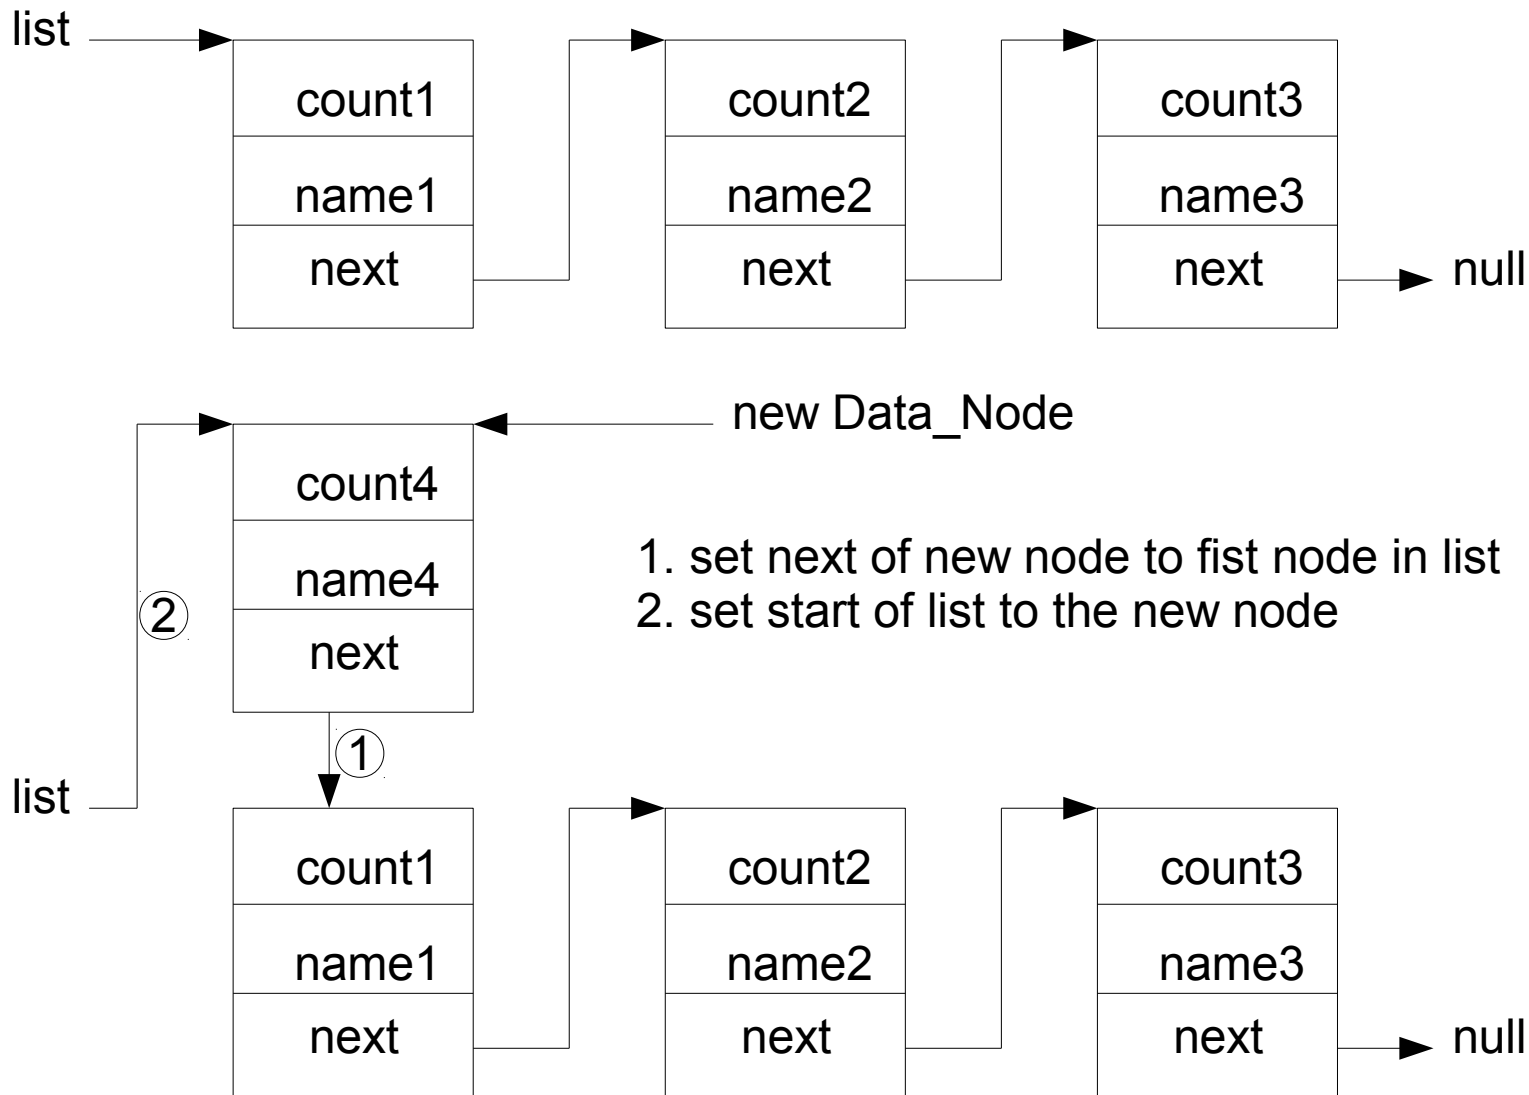 list
count1 count2 count3
name1 name2 name3
next next next null
new Data_Node
count4
1. set next of new node to fist node in list
name4
2. set start of list to the new node
2
next
1
list
count1 count2 count3
name1 name2 name3
next next next null